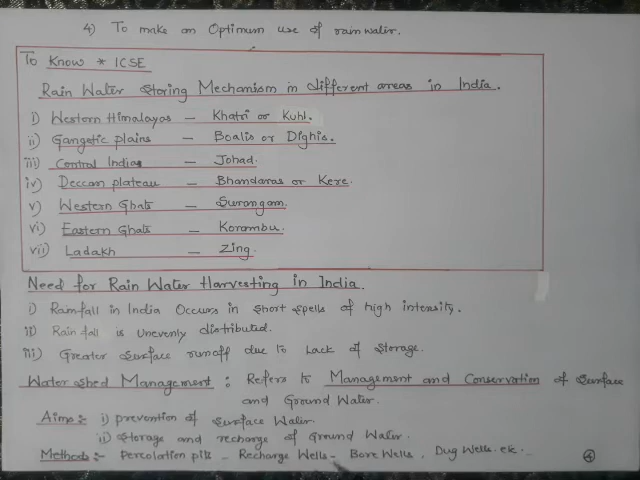 4) To make an Optimum use of rain water.
To Know * ICSE
Rain Water Storing Mechanism in different areas in India.
i) Western Himalayas – Khatri or Kuhl.
ii) Gangetic plains – Boalis or Dighis.
iii) Central India – Johad.
iv) Deccan plateau – Bhandaras or Kere.
v) Western Ghats – Surangam.
vi) Eastern Ghats – Korambu.
vii) Ladakh – Zing.
Need for Rain Water Harvesting in India.
i) Rainfall in India Occurs in short spells of high intensity.
ii) Rain fall is Unevenly distributed.
iii) Greater Surface runoff due to Lack of Storage.
Water shed Management : Refers to Management and Conservation of Surface
and Ground Water.
Aims :- i) prevention of Surface Water.
ii) Storage and recharge of Ground Water.
Methods :- Percolation pits – Recharge Wells – Bore Wells, Dug Wells. etc. –